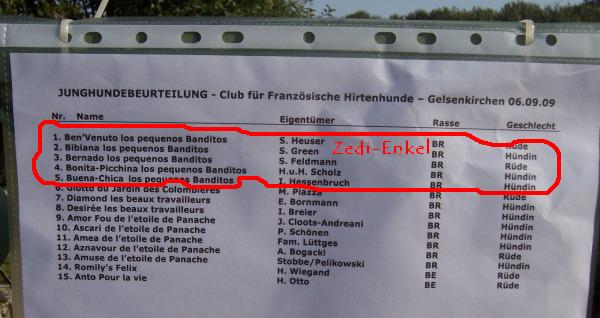 JUNGHUNDEBEURTEILUNG - Club für Französische Hirtenhunde – Gelsenkirchen 06.09.09
Nr. Name Eigentümer Rasse Geschlecht
1. Ben'Venuto los pequenos Banditos S. Heuser BR Rüde
2. Bibiana los pequenos Banditos S. Green BR Hündin
3. Bernado los pequenos Banditos S. Feldmann BR Rüde
4. Bonita-Picchina los pequenos Banditos H.u.H. Scholz BR Hündin
5. Buena-Chica los pequenos Banditos I. Hessenbruch BR Hündin
6. Giotto du Jardin des Colombières M. Piazza BR Rüde
7. Diamond les beaux travailleurs E. Bornmann BR Rüde
8. Desirée les beaux travailleurs I. Breier BR Hündin
9. Amor Fou de l'etoile de Panache J. Cloots-Andreani BR
10. Ascari de l'etoile de Panache P. Schönen BR
11. Amea de l'etoile de Panache Fam. Lüttges BR Hündin
12. Aznavour de l'etoile de Panache A. Bogacki BR Rüde
13. Amuse de l'etoile de Panache Stobbe/Pelikowski BR Hündin
14. Romily's Felix H. Wiegand BE Rüde
15. Anto Pour la vie H. Otto BE Rüde
Zedi-Enkel